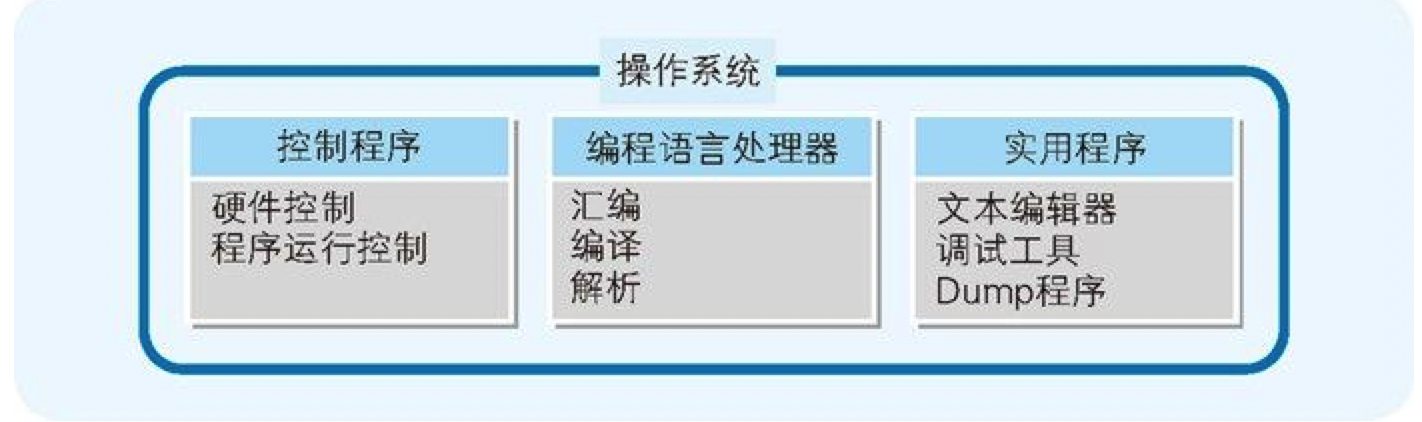 操作系统
控制程序
硬件控制
程序运行控制
编程语言处理器
汇编
编译
解析
实用程序
文本编辑器
调试工具
Dump程序